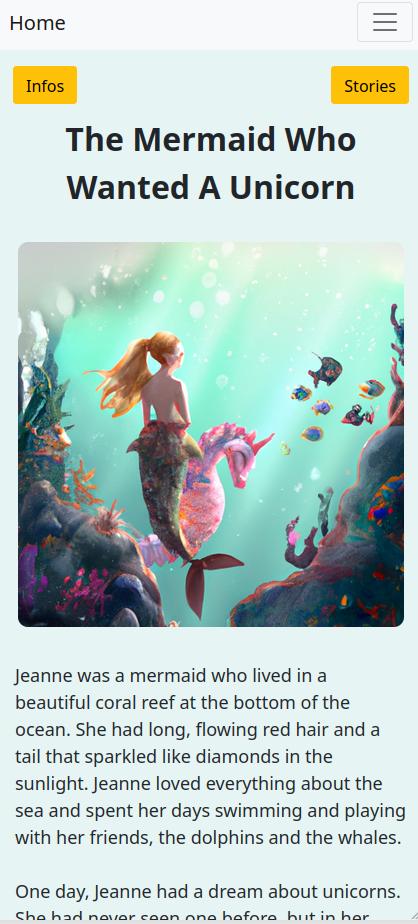 Home
Infos
Stories
The Mermaid Who
Wanted A Unicorn
Jeanne was a mermaid who lived in a
beautiful coral reef at the bottom of the
ocean. She had long, flowing red hair and a
tail that sparkled like diamonds in the
sunlight. Jeanne loved everything about the
sea and spent her days swimming and playing
with her friends, the dolphins and the whales.
One day, Jeanne had a dream about unicorns.
She had never seen one before, but in her